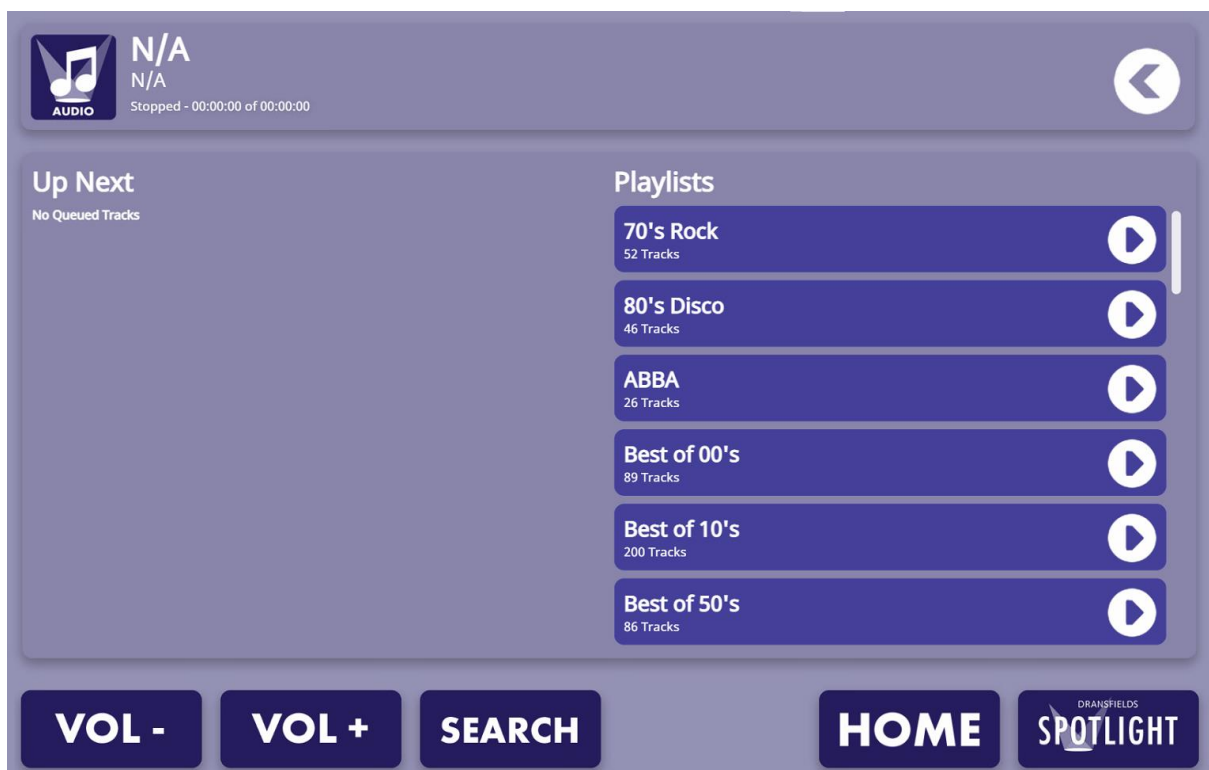 AUDIO
N/A
N/A
Stopped - 00:00:00 of 00:00:00
Up Next
No Queued Tracks
Playlists
70's Rock
52 Tracks
80's Disco
46 Tracks
ABBA
26 Tracks
Best of 00's
89 Tracks
Best of 10's
200 Tracks
Best of 50's
86 Tracks
VOL -
VOL +
SEARCH
HOME
DRANSFIELDS
SPOTLIGHT